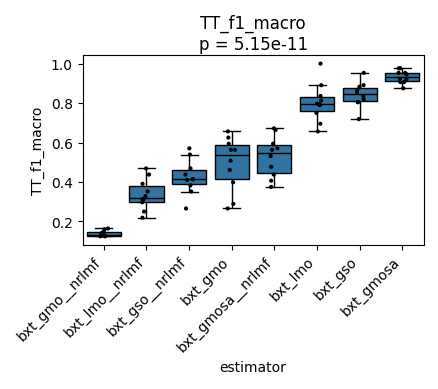 TT_f1_macro
p = 5.15e-11
TT_f1_macro
1.0
0.8
0.6
0.4
0.2
bxt_gmo__nrlmf
bxt_lmo__nrlmf
bxt_gso__nrlmf
bxt_gmo
bxt_gmosa__nrlmf
bxt_lmo
bxt_gso
bxt_gmosa
estimator